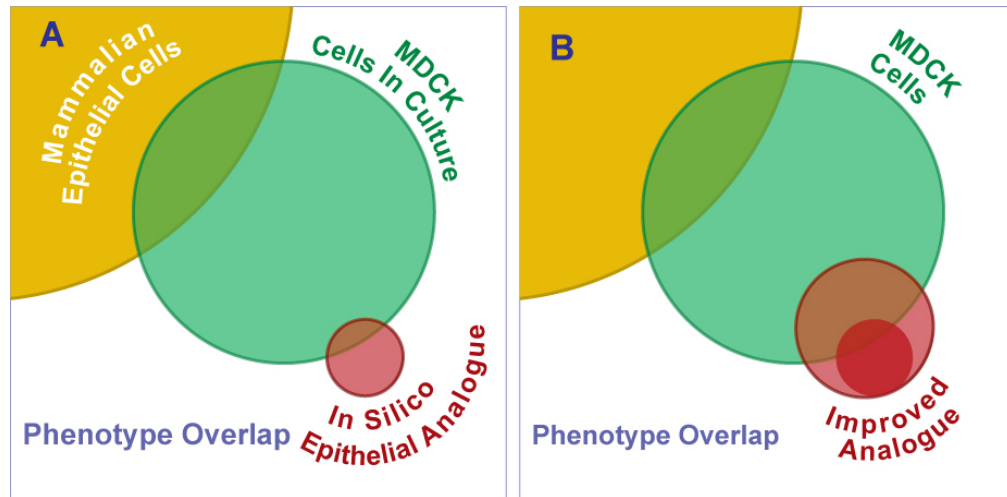 A
Mammalian
Epithelial Cells
MDCK
Cells In Culture
In Silico
Epithelial Analogue
Phenotype Overlap
B
MDCK
Cells
Improved
Analogue
Phenotype Overlap